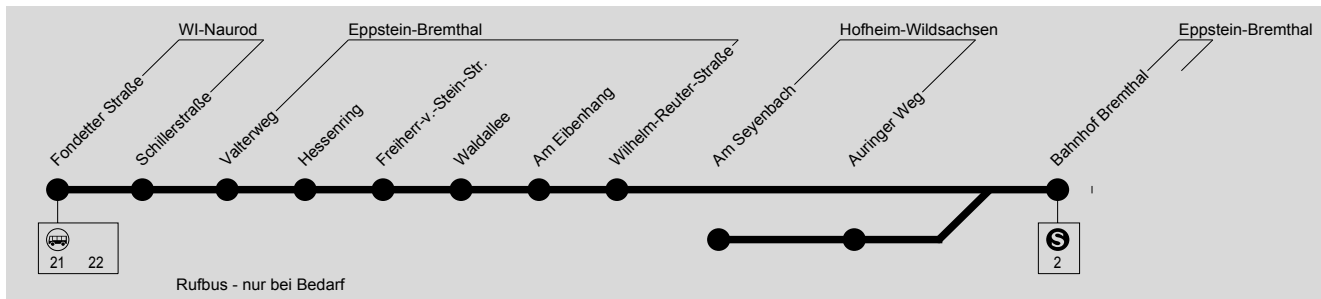 WI-Naurod
Eppstein-Bremthal
Hofheim-Wildsachsen
Eppstein-Bremthal
Fondetter Straße
Schillerstraße
Valterweg
Hessenring
Freiherr-v.-Stein-Str.
Waldallee
Am Eibenhang
Wilhelm-Reuter-Straße
Am Seyenbach
Auringer Weg
Bahnhof Bremthal
21 22
S
2
Rufbus - nur bei Bedarf